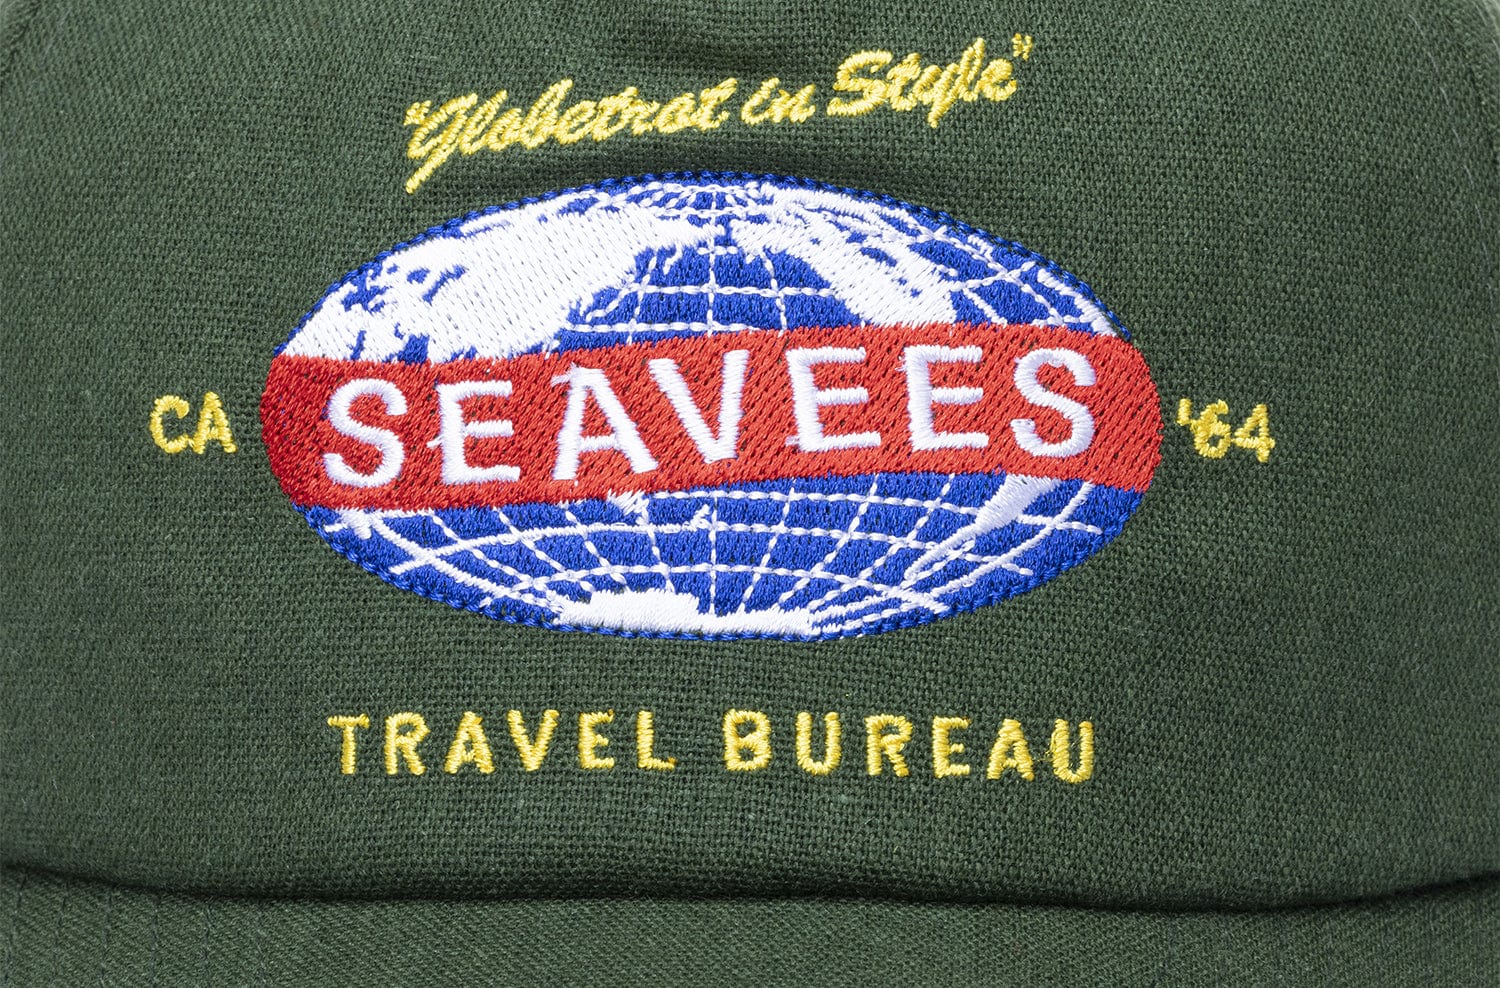 "Globetrot in Style"
CA SEAVEES '64
TRAVEL BUREAU